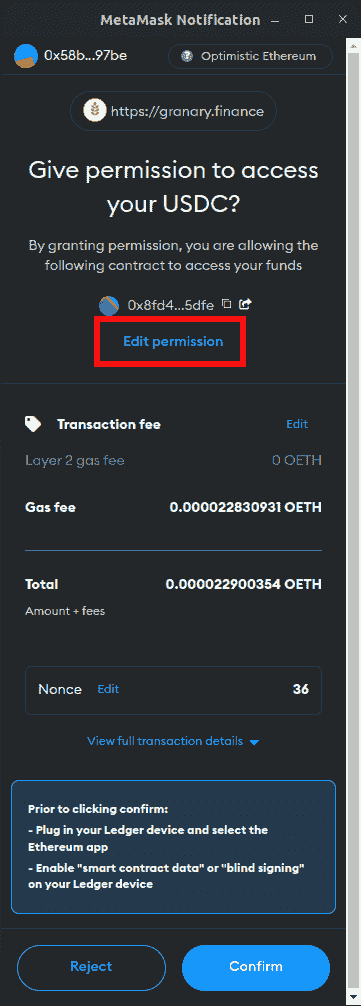 MetaMask Notification
0x58b...97be
Optimistic Ethereum
https://granary.finance
Give permission to access
your USDC?
By granting permission, you are allowing the
following contract to access your funds
0x8fd4...5dfe
Edit permission
Transaction fee Edit
Layer 2 gas fee 0 OETH
Gas fee 0.000022830931 OETH
Total 0.000022900354 OETH
Amount + fees
Nonce Edit 36
View full transaction details
Prior to clicking confirm:
- Plug in your Ledger device and select the
Ethereum app
- Enable "smart contract data" or "blind signing"
on your Ledger device
Reject Confirm